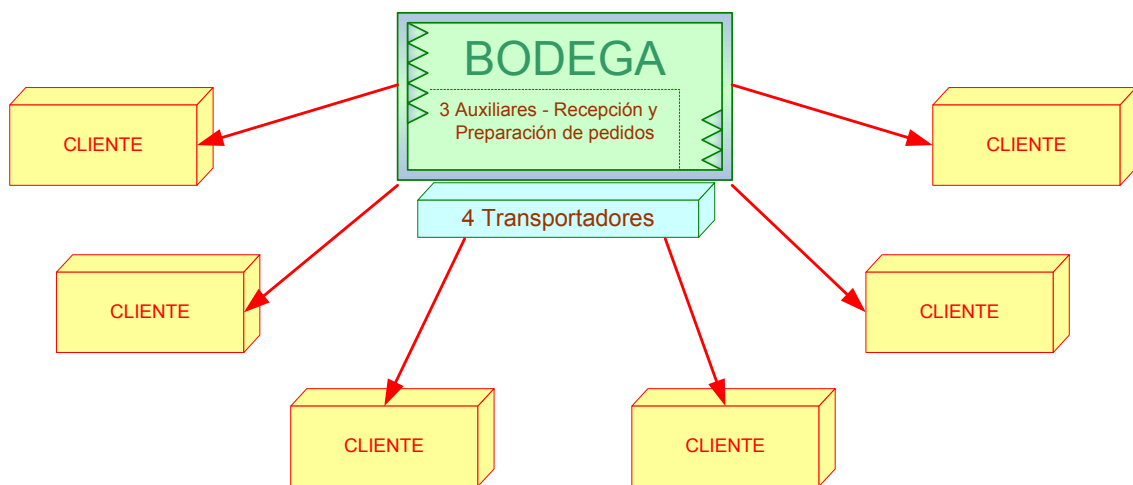 BODEGA
3 Auxiliares - Recepción y
Preparación de pedidos
CLIENTE
CLIENTE
4 Transportadores
CLIENTE
CLIENTE
CLIENTE
CLIENTE